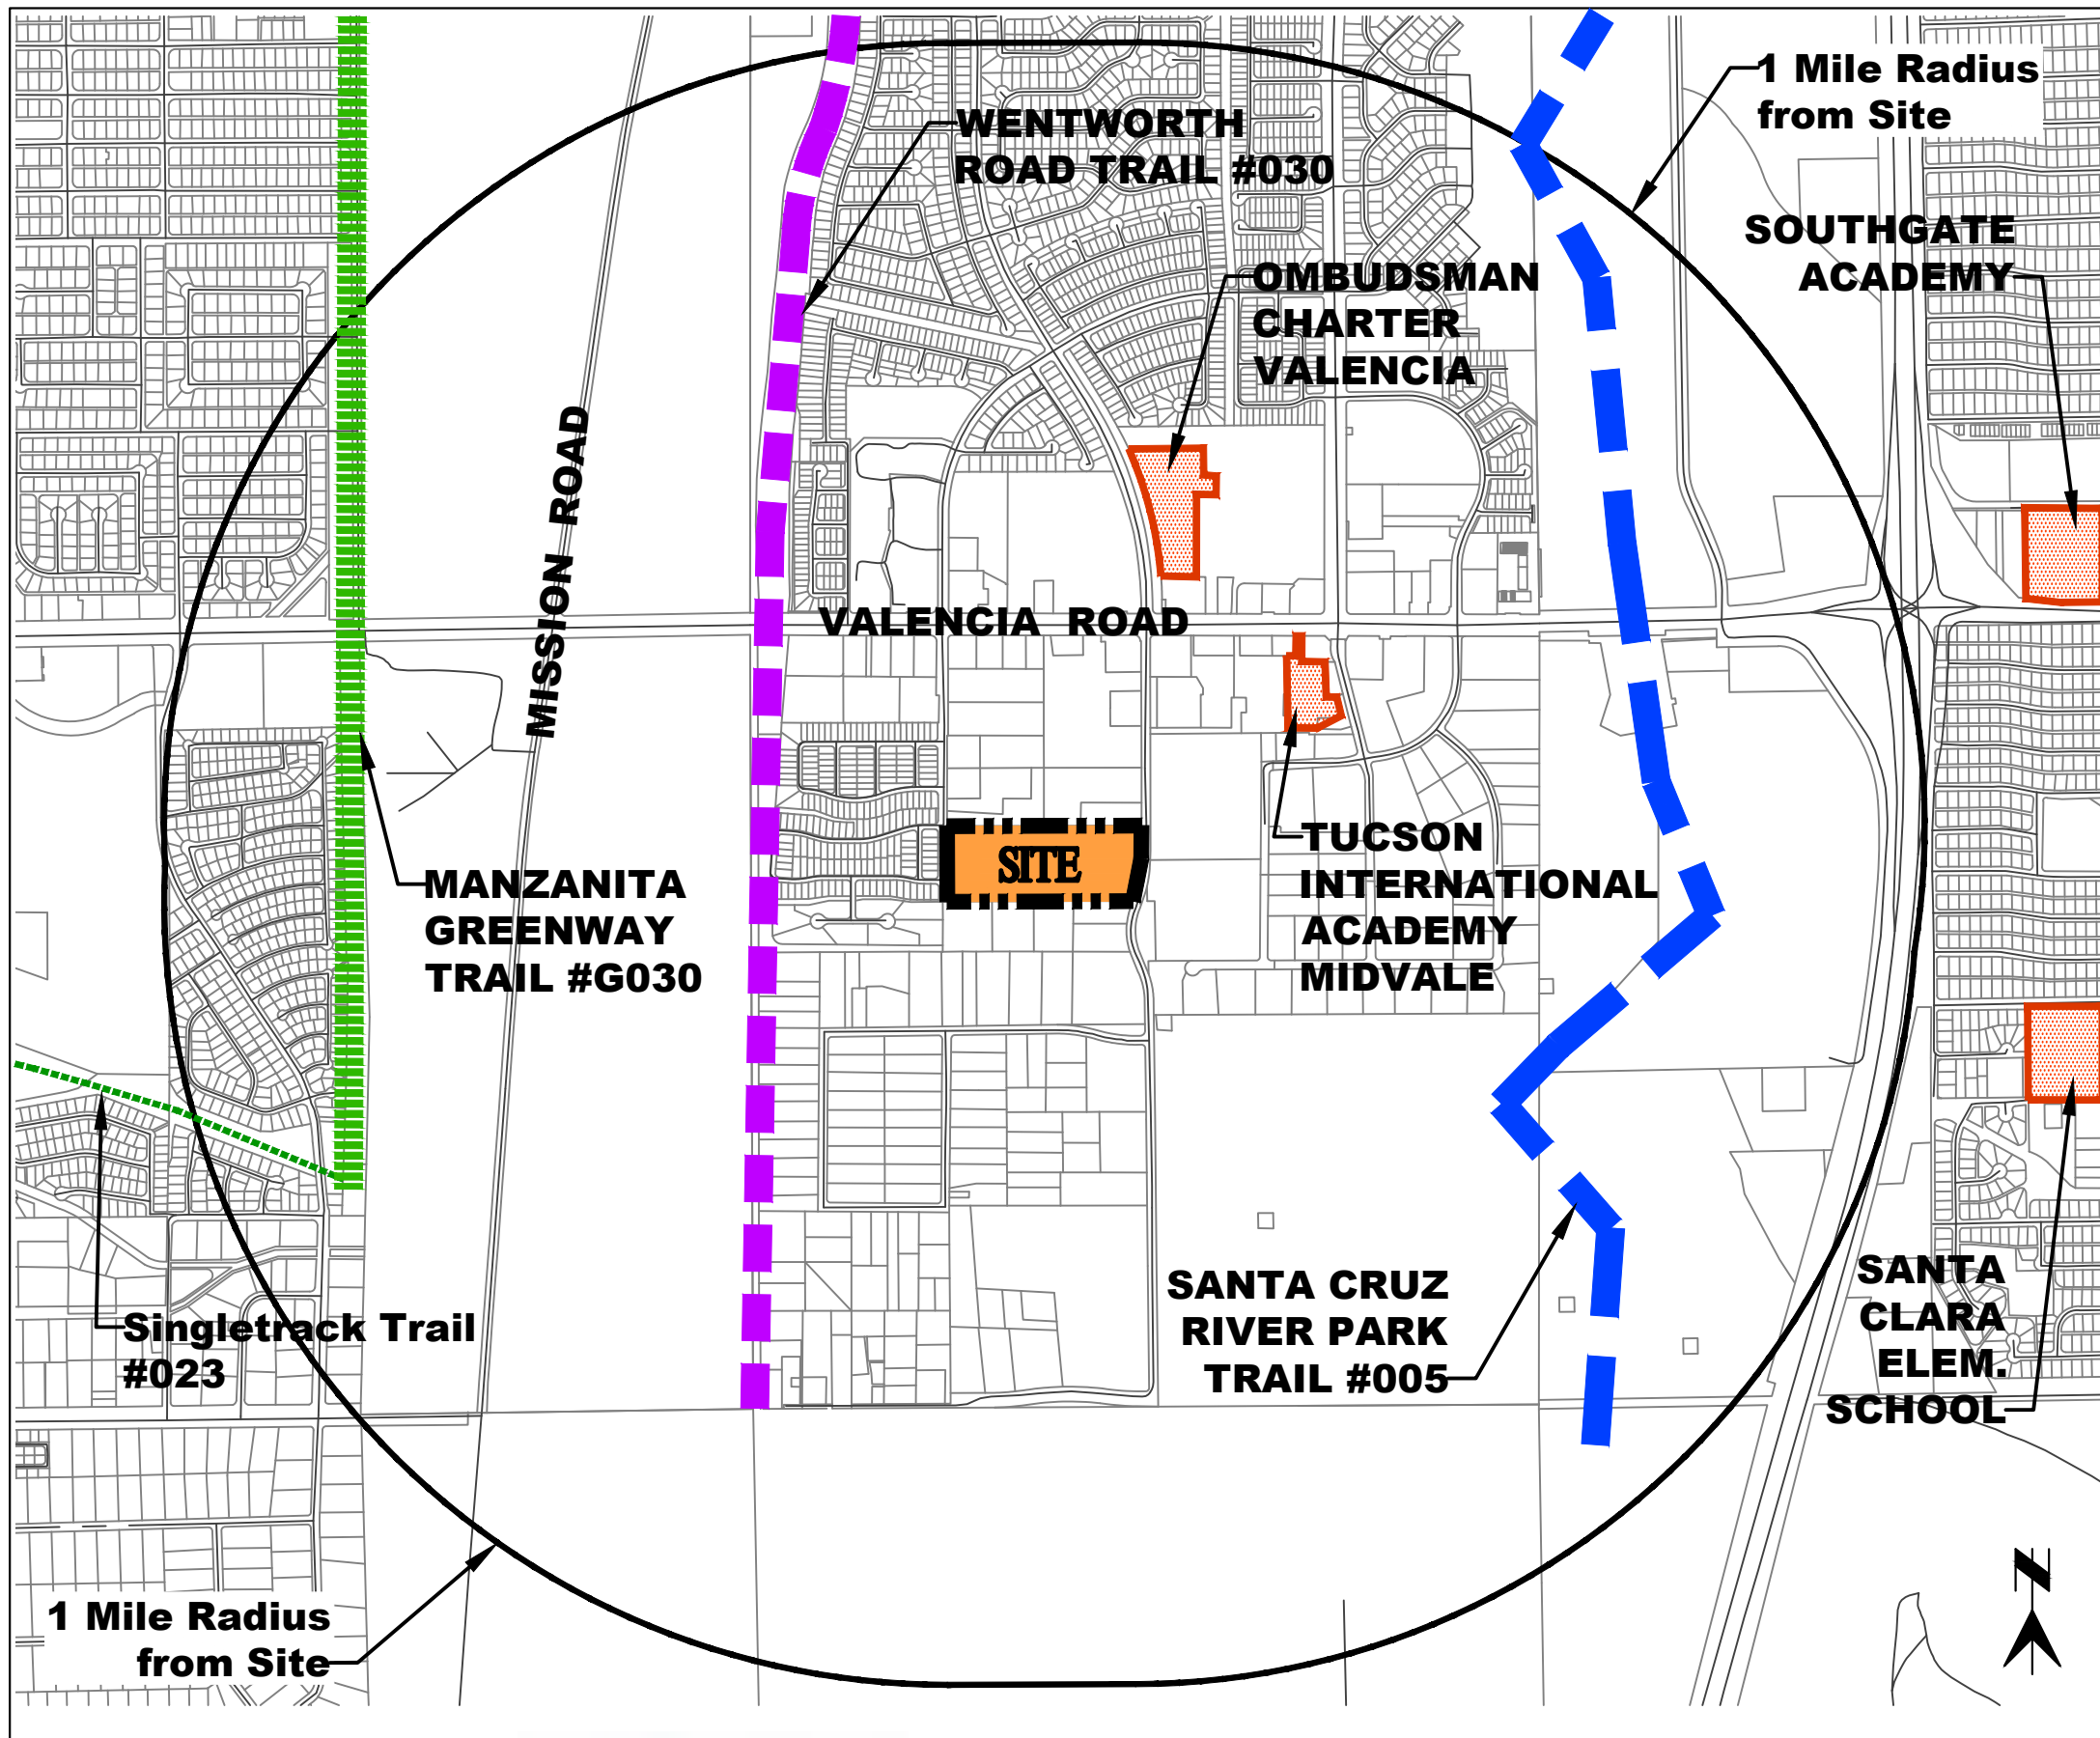 1 Mile Radius
from Site
WENTWORTH
ROAD TRAIL #030
SOUTHGATE
ACADEMY
OMBUDSMAN
CHARTER
VALENCIA
MISSION ROAD
VALENCIA ROAD
SITE
TUCSON
INTERNATIONAL
ACADEMY
MIDVALE
MANZANITA
GREENWAY
TRAIL #G030
SANTA CRUZ
RIVER PARK
TRAIL #005
SANTA
CLARA
ELEM.
SCHOOL
Singletrack Trail
#023
1 Mile Radius
from Site
N